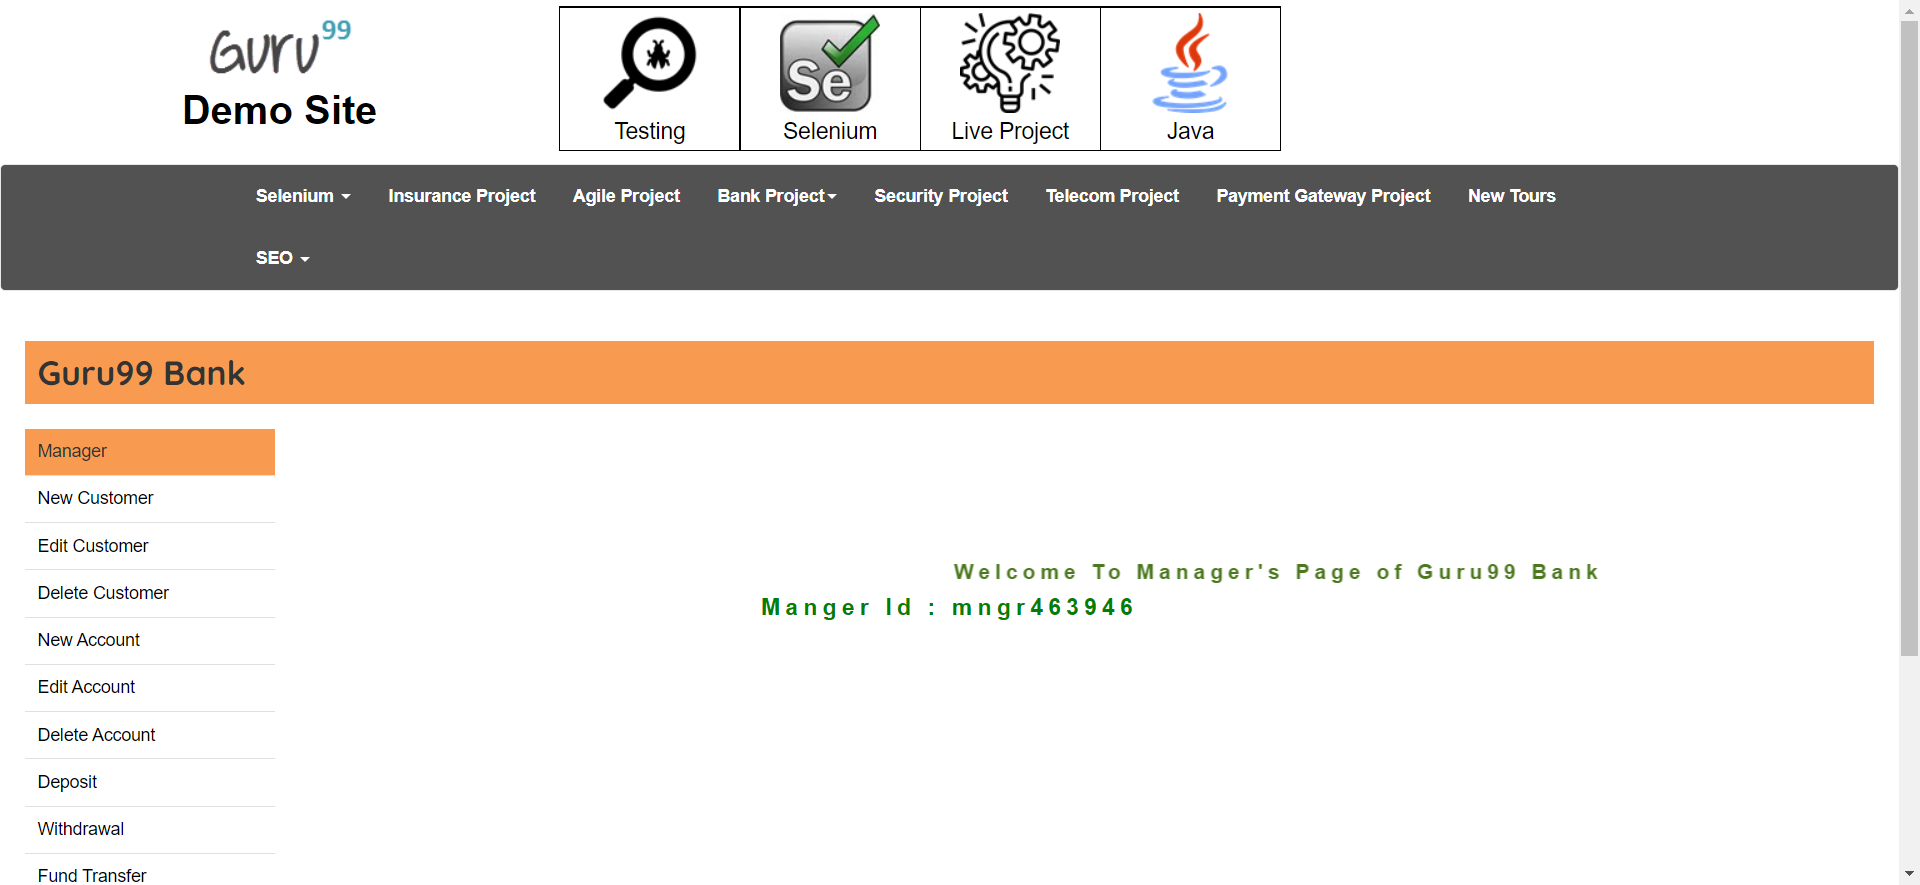 Guru99
Demo Site
Se
Testing
Selenium
Live Project
Java
Selenium
Insurance Project
Agile Project
Bank Project
Security Project
Telecom Project
Payment Gateway Project
New Tours
SEO
Guru99 Bank
Manager
New Customer
Edit Customer
Delete Customer
New Account
Edit Account
Delete Account
Deposit
Withdrawal
Fund Transfer
Welcome To Manager's Page of Guru99 Bank
Manger Id : mngr463946